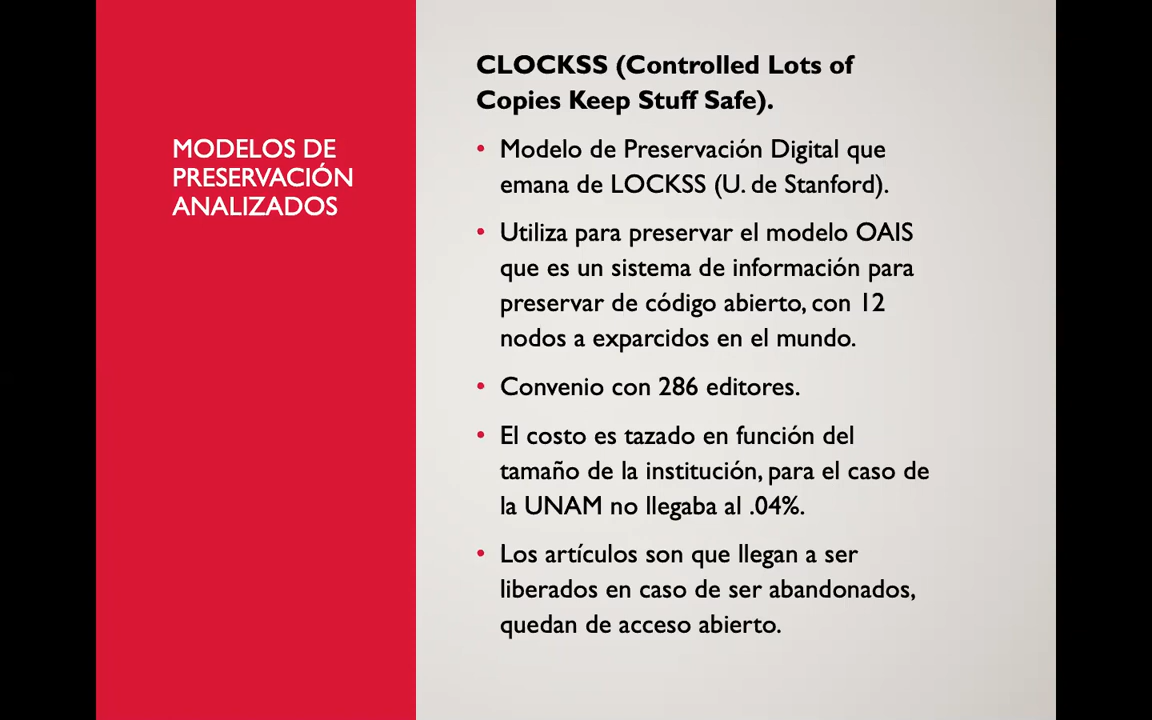 MODELOS DE
PRESERVACIÓN
ANALIZADOS
CLOCKSS (Controlled Lots of
Copies Keep Stuff Safe).
• Modelo de Preservación Digital que
emana de LOCKSS (U. de Stanford).
• Utiliza para preservar el modelo OAIS
que es un sistema de información para
preservar de código abierto, con 12
nodos a exparcidos en el mundo.
• Convenio con 286 editores.
• El costo es tazado en función del
tamaño de la institución, para el caso de
la UNAM no llegaba al .04%.
• Los artículos son que llegan a ser
liberados en caso de ser abandonados,
quedan de acceso abierto.